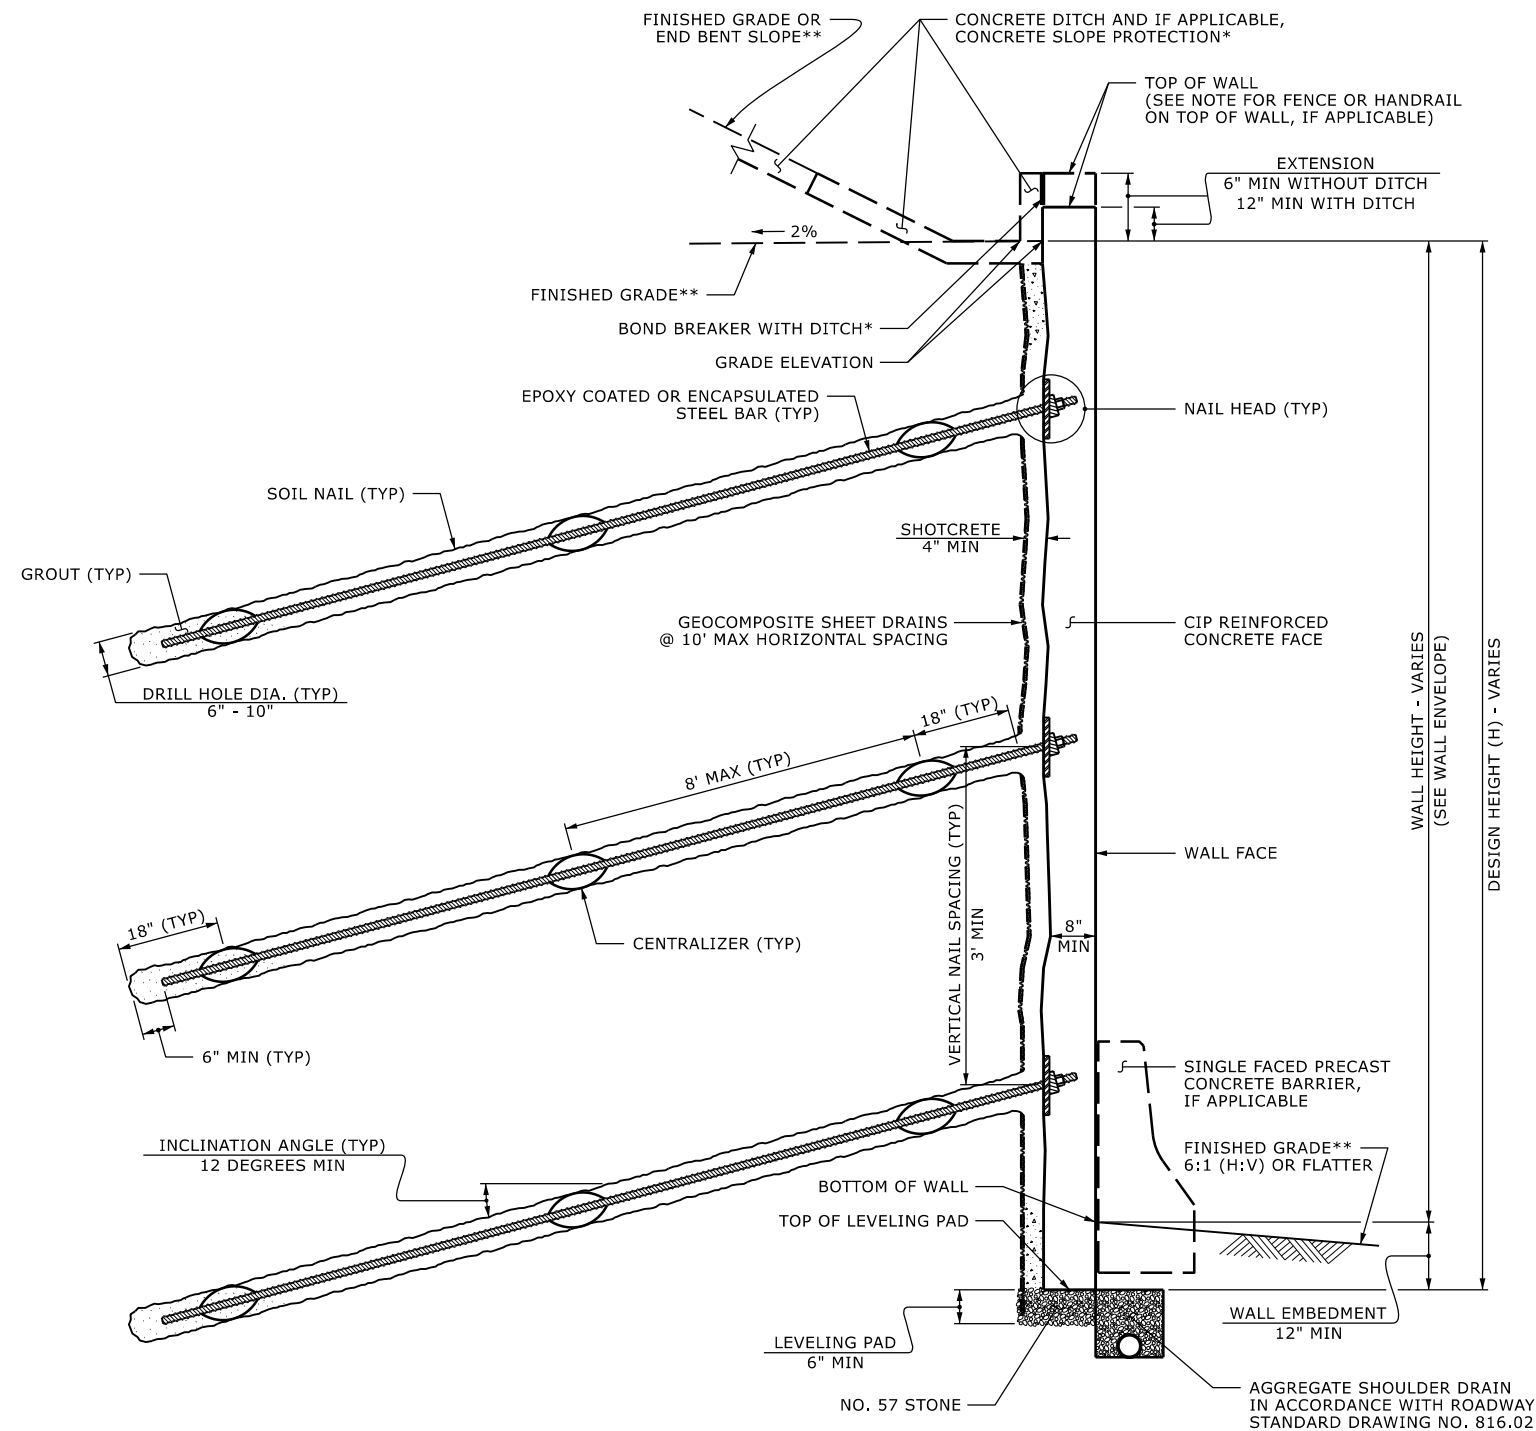 FINISHED GRADE OR
END BENT SLOPE**
CONCRETE DITCH AND IF APPLICABLE,
CONCRETE SLOPE PROTECTION*
TOP OF WALL
(SEE NOTE FOR FENCE OR HANDRAIL
ON TOP OF WALL, IF APPLICABLE)
EXTENSION
6" MIN WITHOUT DITCH
12" MIN WITH DITCH
2%
FINISHED GRADE**
BOND BREAKER WITH DITCH*
GRADE ELEVATION
EPOXY COATED OR ENCAPSULATED
STEEL BAR (TYP)
NAIL HEAD (TYP)
SOIL NAIL (TYP)
SHOTCRETE
4" MIN
GROUT (TYP)
GEOCOMPOSITE SHEET DRAINS
@ 10' MAX HORIZONTAL SPACING
CIP REINFORCED
CONCRETE FACE
WALL HEIGHT - VARIES
(SEE WALL ENVELOPE)
DESIGN HEIGHT (H) - VARIES
DRILL HOLE DIA. (TYP)
6" - 10"
18" (TYP)
8' MAX (TYP)
VERTICAL NAIL SPACING (TYP)
3' MIN
WALL FACE
18" (TYP)
CENTRALIZER (TYP)
8"
MIN
6" MIN (TYP)
SINGLE FACED PRECAST
CONCRETE BARRIER,
IF APPLICABLE
INCLINATION ANGLE (TYP)
12 DEGREES MIN
FINISHED GRADE**
6:1 (H:V) OR FLATTER
BOTTOM OF WALL
TOP OF LEVELING PAD
WALL EMBEDMENT
12" MIN
LEVELING PAD
6" MIN
NO. 57 STONE
AGGREGATE SHOULDER DRAIN
IN ACCORDANCE WITH ROADWAY
STANDARD DRAWING NO. 816.02